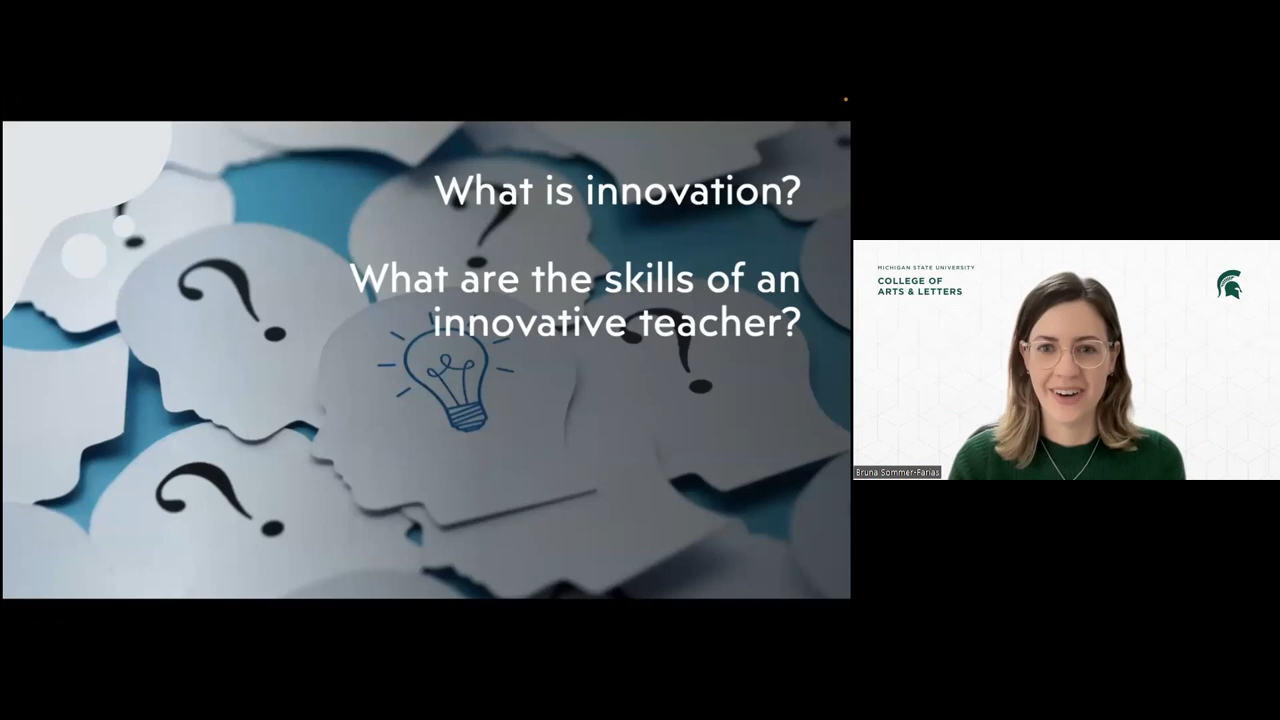 What is innovation?
What are the skills of an
innovative teacher?
MICHIGAN STATE UNIVERSITY
COLLEGE OF
ARTS & LETTERS
Bruna Sommer-Farias